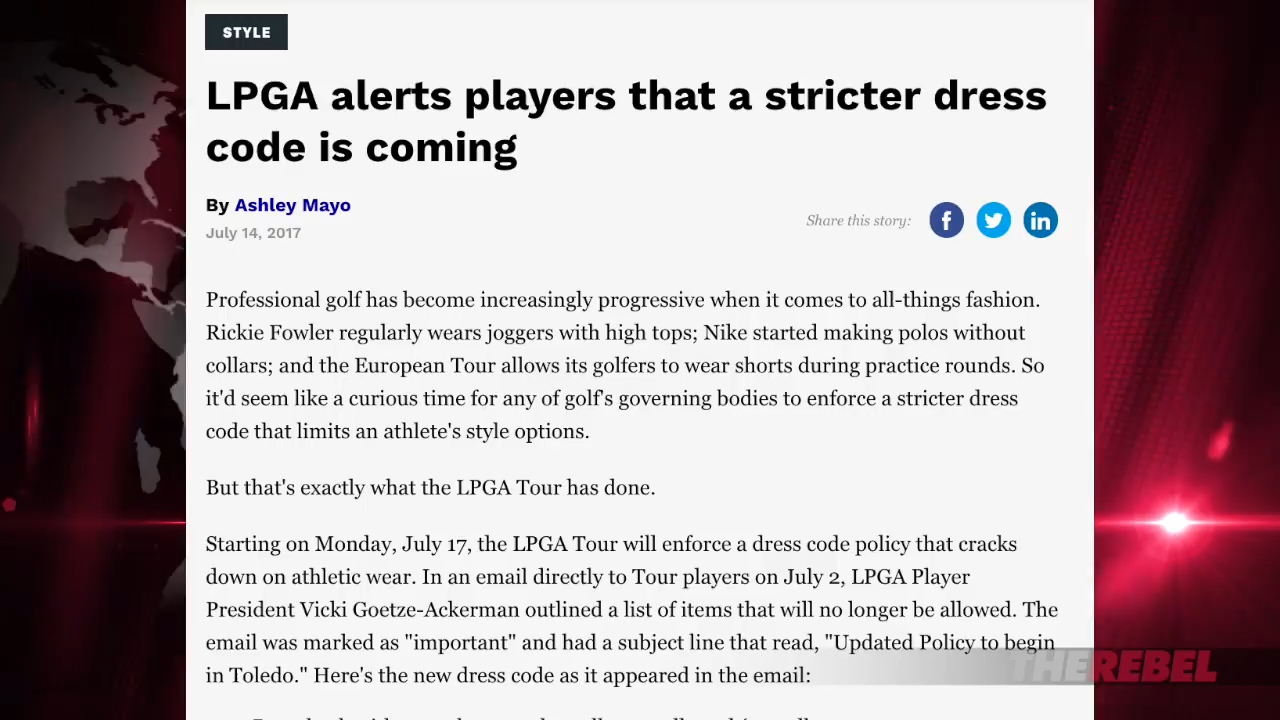 STYLE
LPGA alerts players that a stricter dress
code is coming
By Ashley Mayo
July 14, 2017
Share this story:
Professional golf has become increasingly progressive when it comes to all-things fashion.
Rickie Fowler regularly wears joggers with high tops; Nike started making polos without
collars; and the European Tour allows its golfers to wear shorts during practice rounds. So
it'd seem like a curious time for any of golf's governing bodies to enforce a stricter dress
code that limits an athlete's style options.
But that's exactly what the LPGA Tour has done.
Starting on Monday, July 17, the LPGA Tour will enforce a dress code policy that cracks
down on athletic wear. In an email directly to Tour players on July 2, LPGA Player
President Vicki Goetze-Ackerman outlined a list of items that will no longer be allowed. The
email was marked as "important" and had a subject line that read, "Updated Policy to begin
in Toledo." Here's the new dress code as it appeared in the email:
THEREBEL